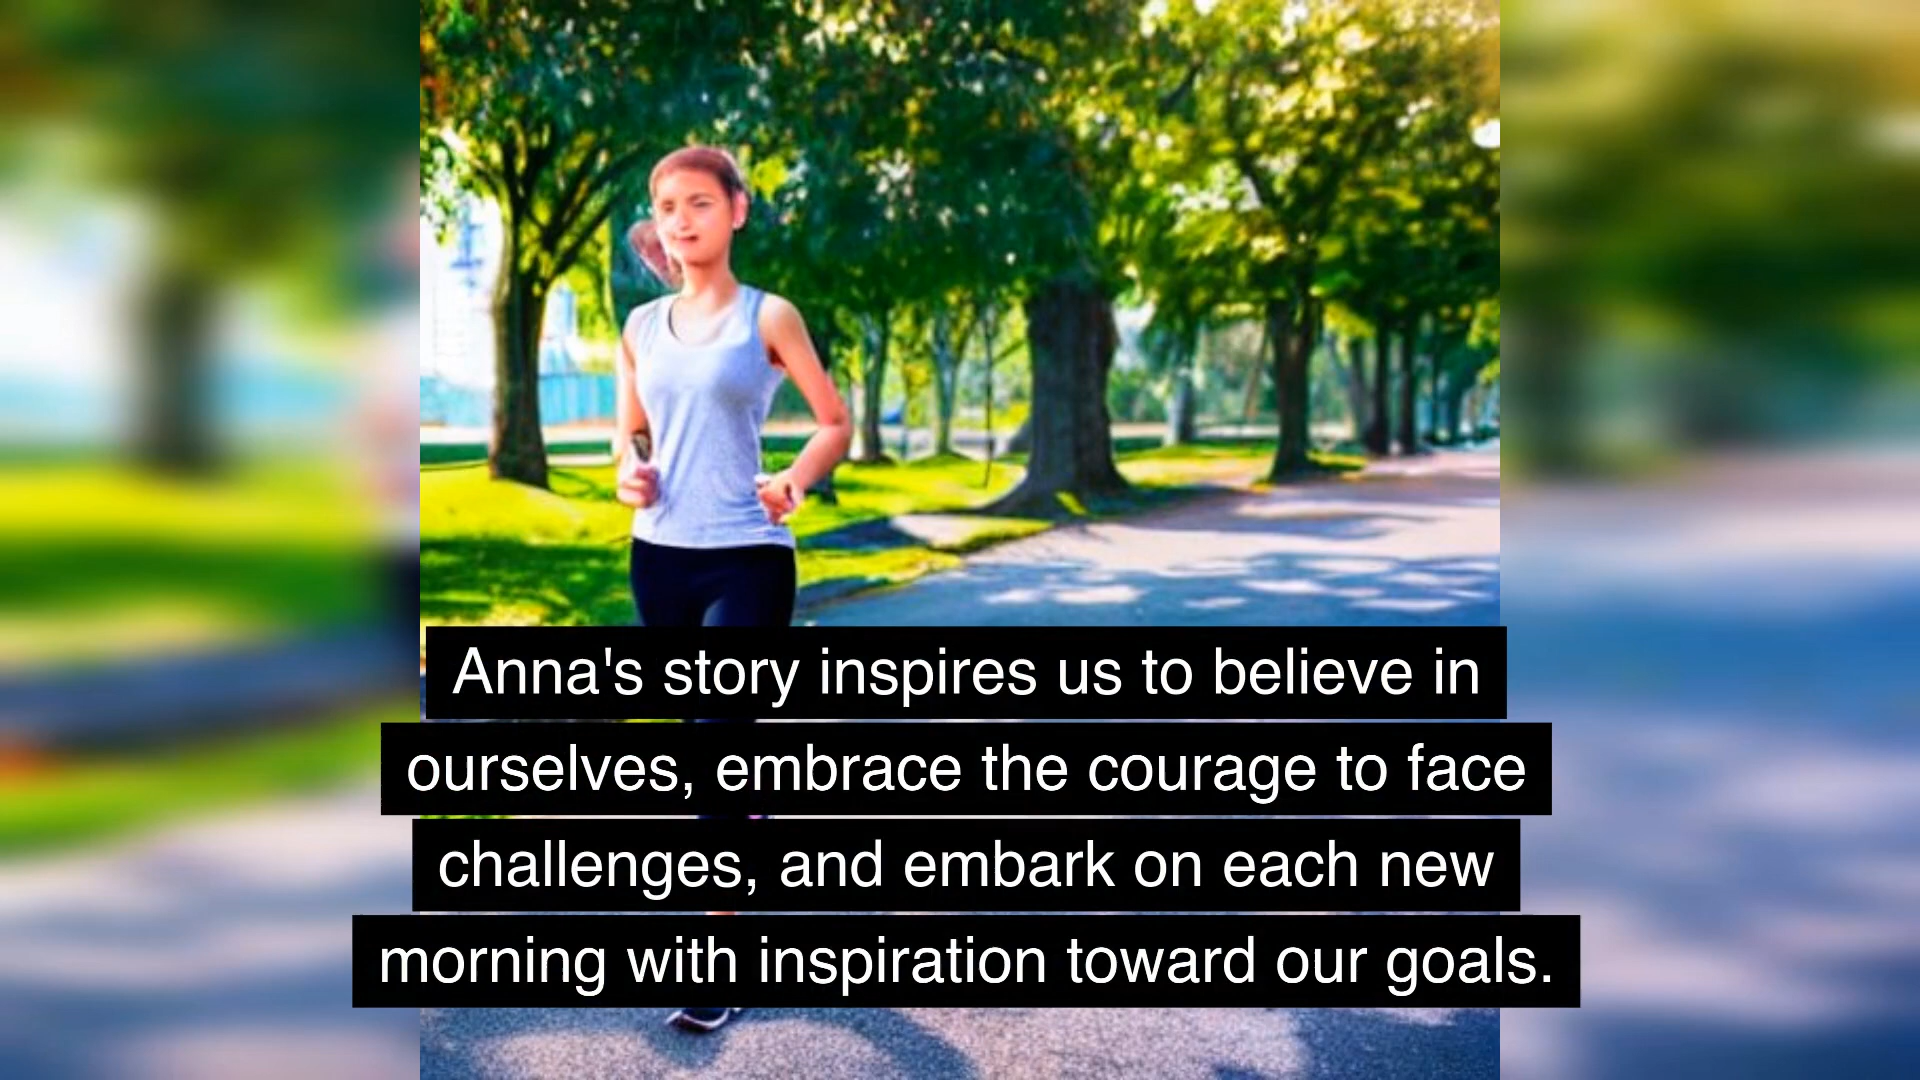 Anna's story inspires us to believe in
ourselves, embrace the courage to face
challenges, and embark on each new
morning with inspiration toward our goals.